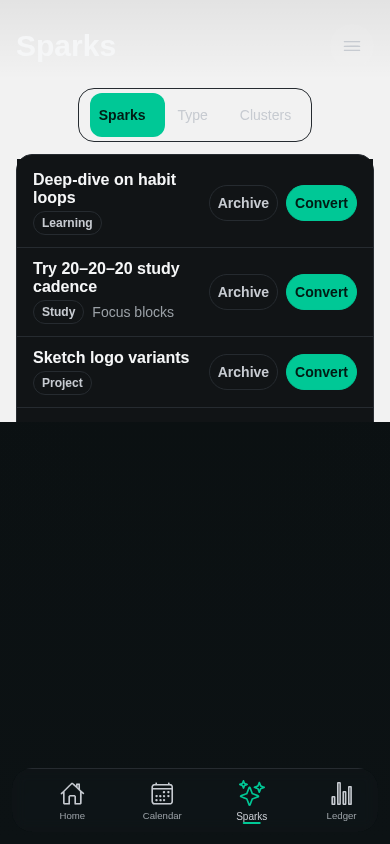 Sparks
Sparks Type Clusters
Deep-dive on habit
loops
Learning
Archive Convert
Try 20–20–20 study
cadence
Study Focus blocks
Archive Convert
Sketch logo variants
Project
Archive Convert
Home Calendar Sparks Ledger